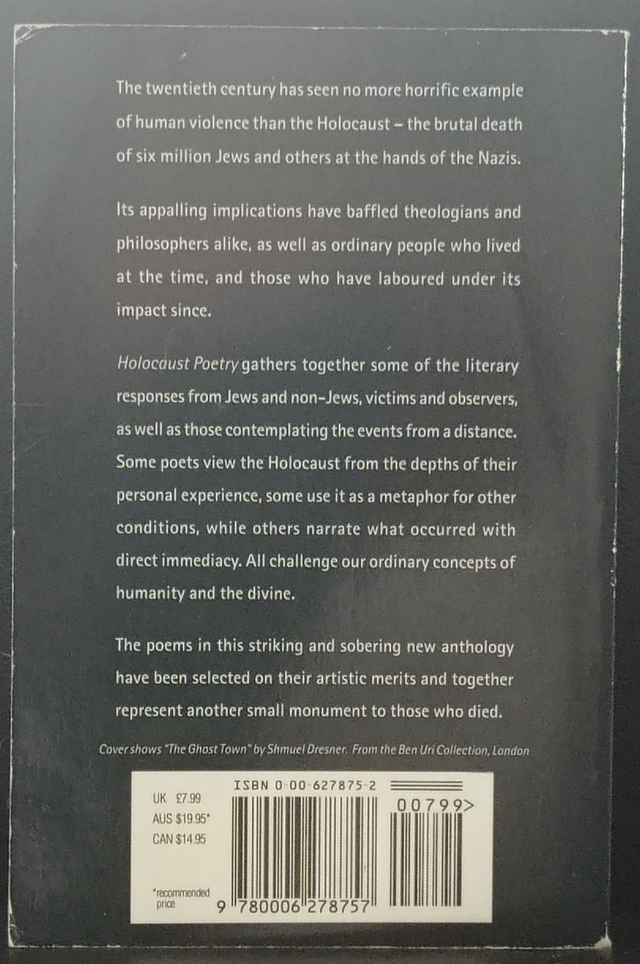 The twentieth century has seen no more horrific example
of human violence than the Holocaust – the brutal death
of six million Jews and others at the hands of the Nazis.
Its appalling implications have baffled theologians and
philosophers alike, as well as ordinary people who lived
at the time, and those who have laboured under its
impact since.
Holocaust Poetry gathers together some of the literary
responses from Jews and non-Jews, victims and observers,
as well as those contemplating the events from a distance.
Some poets view the Holocaust from the depths of their
personal experience, some use it as a metaphor for other
conditions, while others narrate what occurred with
direct immediacy. All challenge our ordinary concepts of
humanity and the divine.
The poems in this striking and sobering new anthology
have been selected on their artistic merits and together
represent another small monument to those who died.
Cover shows "The Ghost Town" by Shmuel Dresner. From the Ben Uri Collection, London
ISBN 0-00-627875-2
UK £7.99
AUS $19.95*
CAN $14.95
*recommended
price
00799>
9 780006 278757